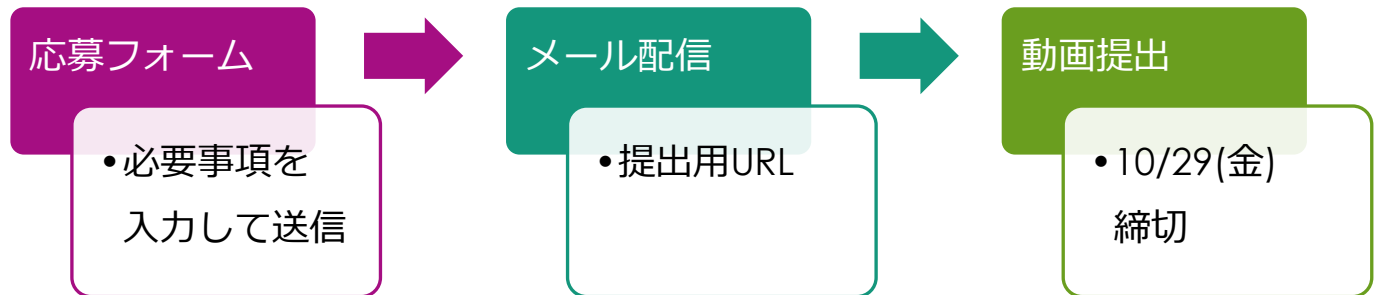 応募フォーム
•必要事項を
入力して送信
メール配信
•提出用URL
動画提出
•10/29(金)
締切